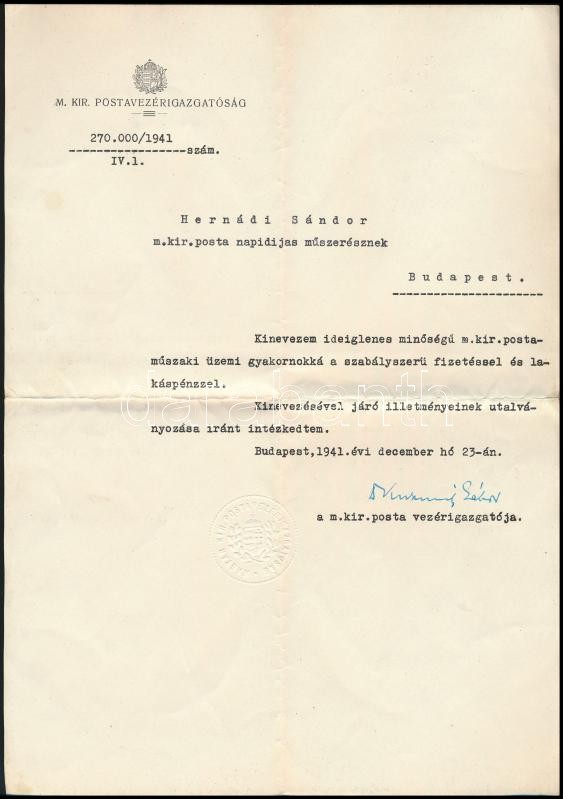 M. KIR. POSTAVEZÉRIGAZGATÓSÁG
270.000/1941
szám.
IV.1.
Hernádi Sándor
m.kir.posta napidijas műszerésznek
Budapest.
Kinevezem ideiglenes minőségű m.kir.posta-
műszaki üzemi gyakornokká a szabályszerü fizetéssel és la-
káspénzzel.
Kinevezésével járó illetményeinek utalvá-
nyozása iránt intézkedtem.
Budapest,1941.évi december hó 23-án.
a m.kir.posta vezérigazgatója.
darabanth